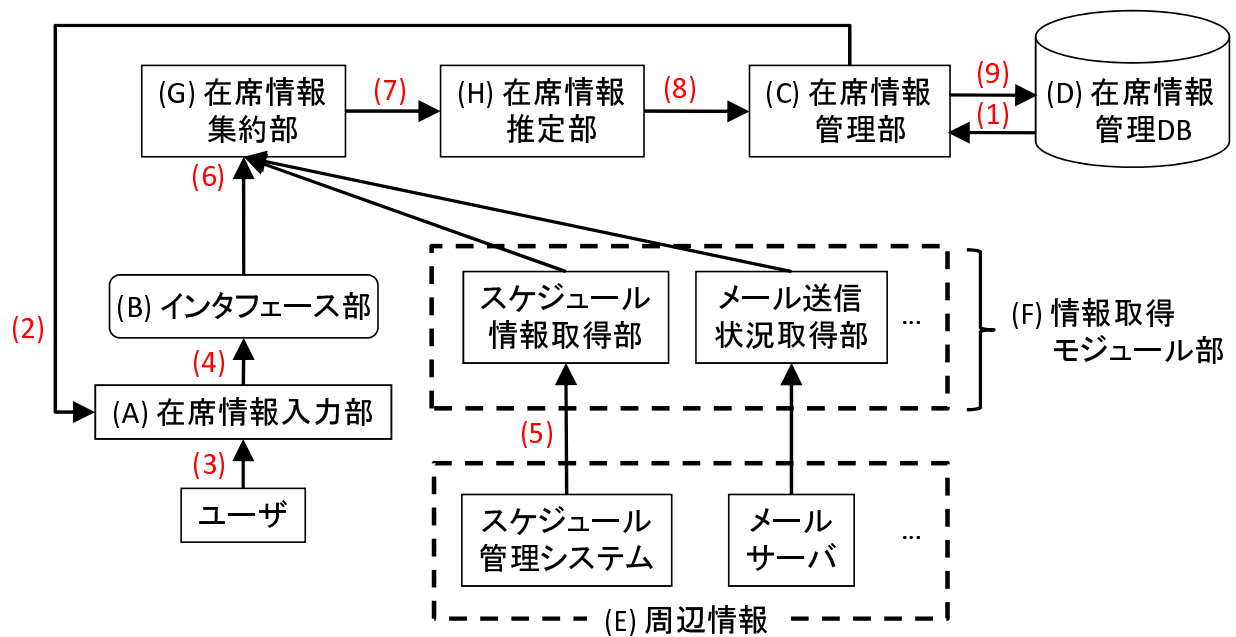 (G) 在席情報
集約部
(7)
(H) 在席情報
推定部
(8)
(C) 在席情報
管理部
(9)
(1)
(D) 在席情報
管理DB
(6)
(2)
(B) インタフェース部
スケジュール
情報取得部
メール送信
状況取得部
...
(F) 情報取得
モジュール部
(4)
(A) 在席情報入力部
(3)
ユーザ
(5)
スケジュール
管理システム
メール
サーバ
...
(E) 周辺情報